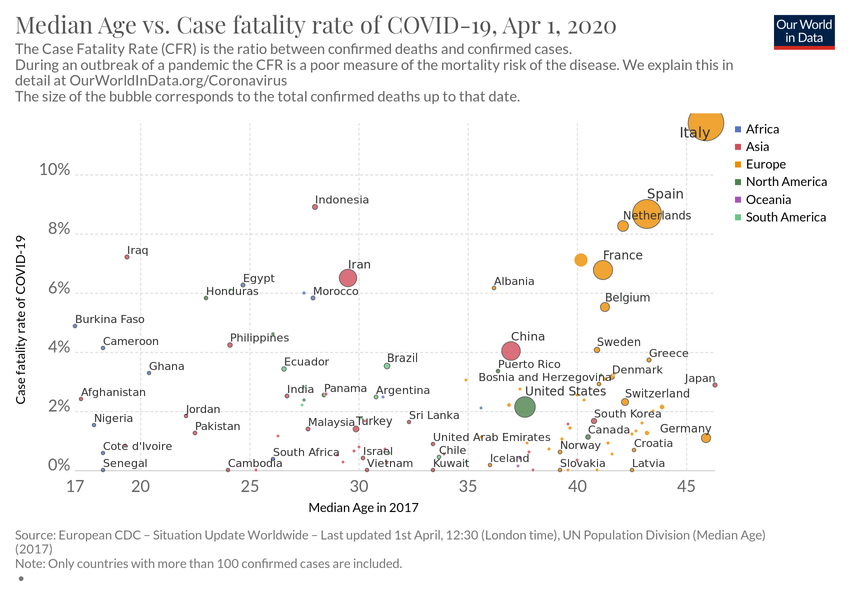 Median Age vs. Case fatality rate of COVID-19, Apr 1, 2020
Our World
in Data
The Case Fatality Rate (CFR) is the ratio between confirmed deaths and confirmed cases.
During an outbreak of a pandemic the CFR is a poor measure of the mortality risk of the disease. We explain this in
detail at OurWorldInData.org/Coronavirus
The size of the bubble corresponds to the total confirmed deaths up to that date.
Italy
Africa
Asia
Europe
North America
Oceania
South America
10%
8%
6%
4%
2%
0%
Case fatality rate of COVID-19
Spain
Indonesia
Netherlands
Iraq
France
Iran
Egypt
Albania
Honduras
Morocco
Belgium
Burkina Faso
China
Cameroon
Philippines
Sweden
Greece
Ghana
Ecuador
Brazil
Puerto Rico
Denmark
Bosnia and Herzegovina
Japan
Afghanistan
India
Panama
Argentina
United States
Switzerland
Nigeria
Jordan
Sri Lanka
South Korea
Pakistan
Malaysia
Turkey
Canada
Germany
United Arab Emirates
Cote d'Ivoire
South Africa
Israel
Chile
Norway
Croatia
Senegal
Cambodia
Vietnam
Kuwait
Iceland
Slovakia
Latvia
17
20
25
30
35
40
45
Median Age in 2017
Source: European CDC – Situation Update Worldwide – Last updated 1st April, 12:30 (London time), UN Population Division (Median Age)
(2017)
Note: Only countries with more than 100 confirmed cases are included.